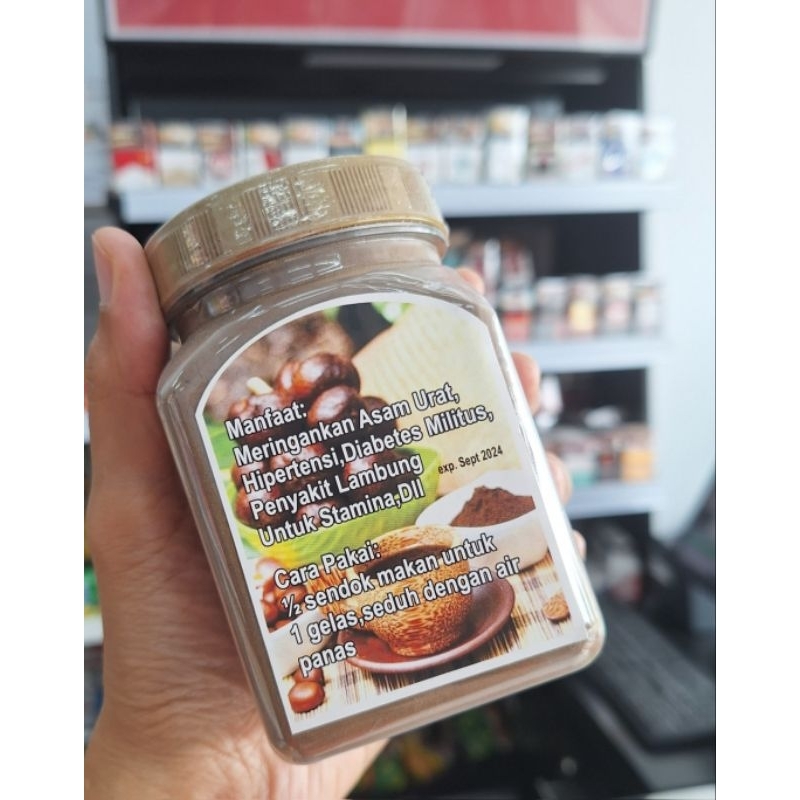 Manfaat:
Meringankan Asam Urat,
Hipertensi,Diabetes Militus,
Penyakit Lambung
exp. Sept 2024
Untuk Stamina,Dll
Cara Pakai:
½ sendok makan untuk
1 gelas,seduh dengan air
panas